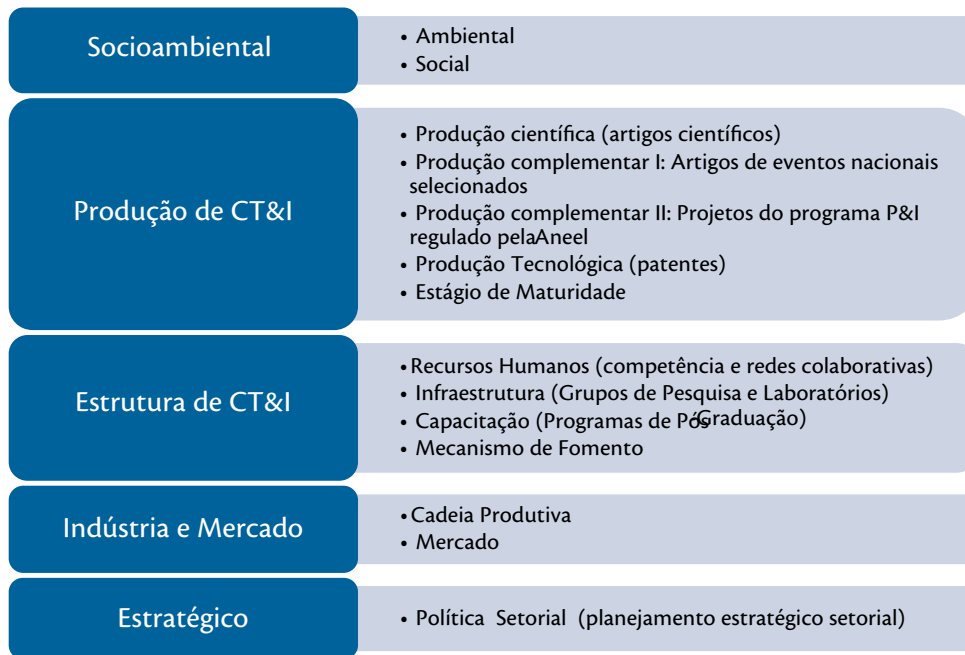 Socioambiental
• Ambiental
• Social
Produção de CT&I
• Produção científica (artigos científicos)
• Produção complementar I: Artigos de eventos nacionais
selecionados
• Produção complementar II: Projetos do programa P&I
regulado pelaAneel
• Produção Tecnológica (patentes)
• Estágio de Maturidade
Estrutura de CT&I
•Recursos Humanos (competência e redes colaborativas)
• Infraestrutura (Grupos de Pesquisa e Laboratórios)
• Capacitação (Programas de Pós-Graduação)
• Mecanismo de Fomento
Indústria e Mercado
•Cadeia Produtiva
• Mercado
Estratégico
• Política Setorial (planejamento estratégico setorial)